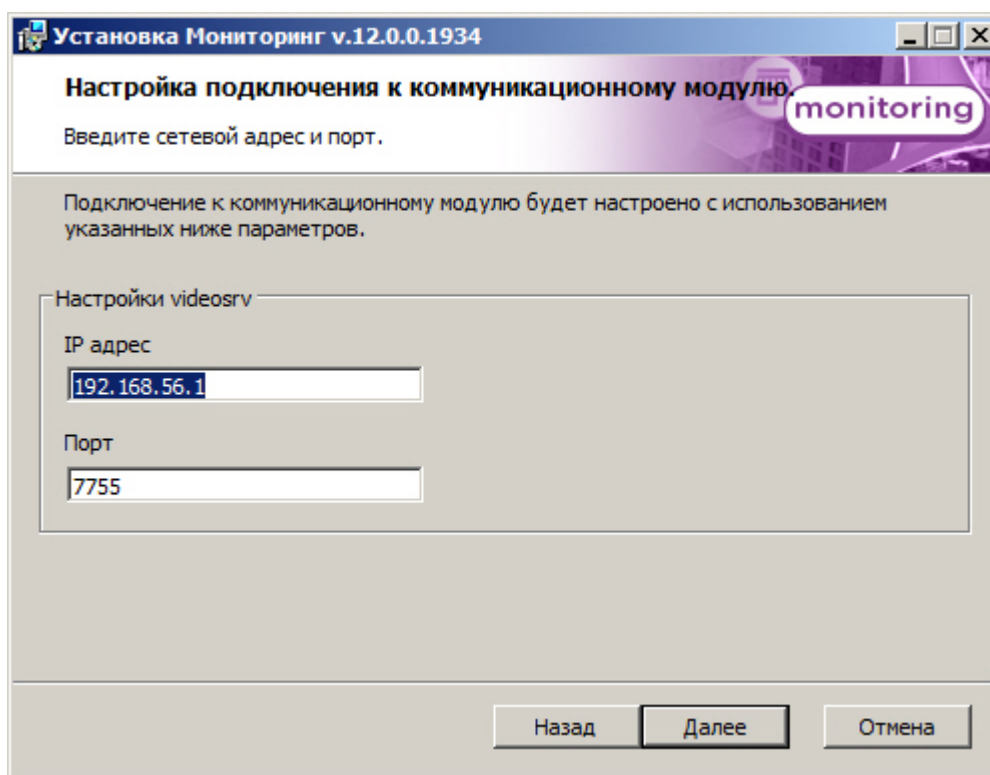 Установка Мониторинг v.12.0.0.1934
Настройка подключения к коммуникационному модулю.
monitoring
Введите сетевой адрес и порт.
Подключение к коммуникационному модулю будет настроено с использованием
указанных ниже параметров.
Настройки videosrv
IP адрес
192.168.56.1
Порт
7755
Назад
Далее
Отмена